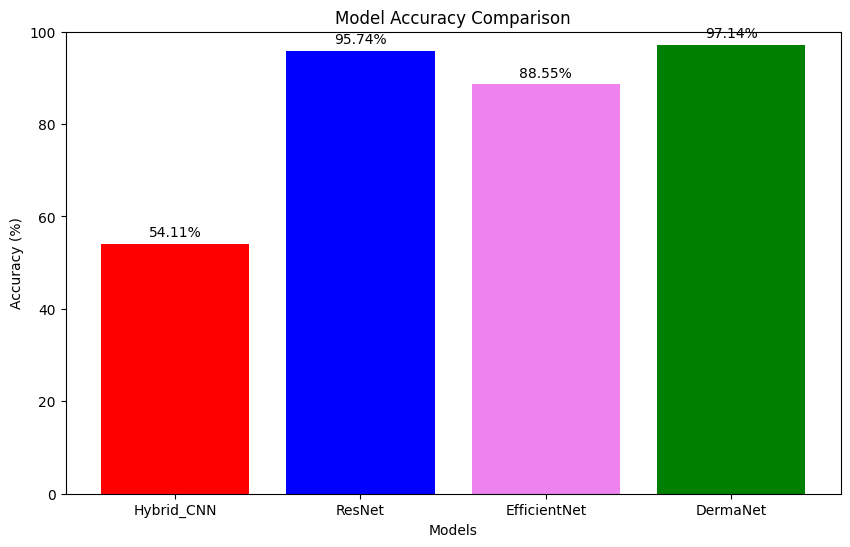 Model Accuracy Comparison
100
80
60
40
20
0
Accuracy (%)
54.11%
95.74%
88.55%
97.14%
Hybrid_CNN
ResNet
EfficientNet
DermaNet
Models